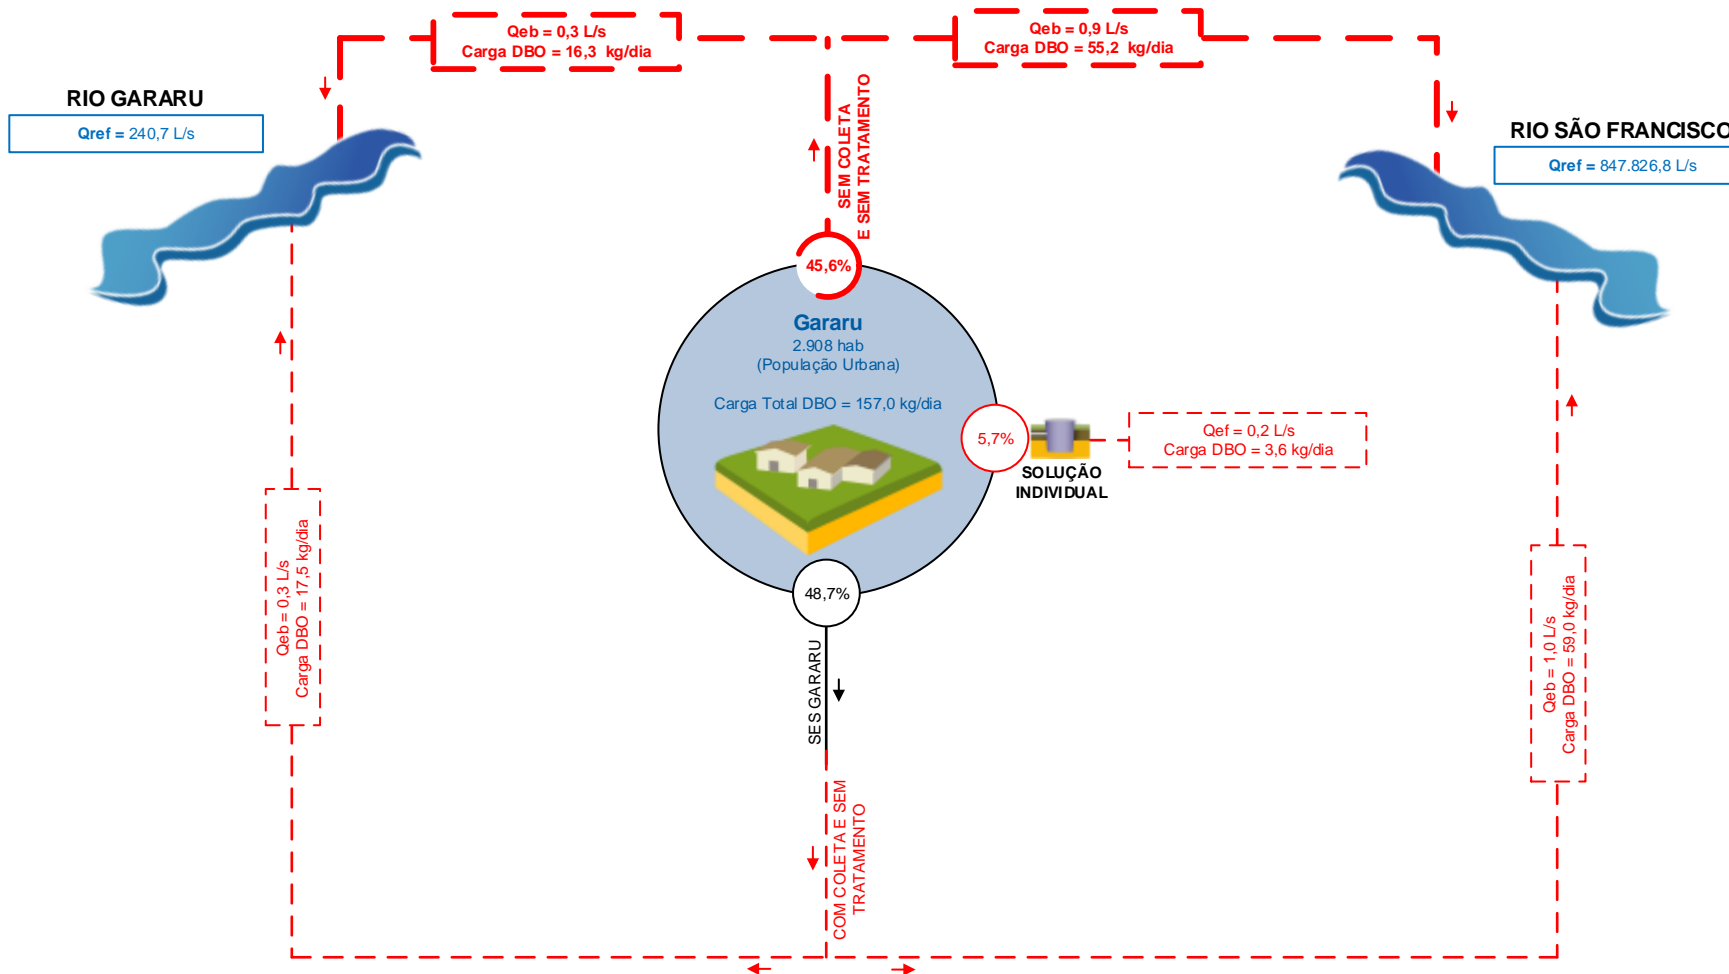 Qeb = 0,3 L/s
Carga DBO = 16,3 kg/dia
Qeb = 0,9 L/s
Carga DBO = 55,2 kg/dia
RIO GARARU
Qref = 240,7 L/s
RIO SÃO FRANCISCO
Qref = 847.826,8 L/s
SEM COLETA
E SEM TRATAMENTO
45,6%
Gararu
2.908 hab
(População Urbana)
Carga Total DBO = 157,0 kg/dia
5,7%
SOLUÇÃO
INDIVIDUAL
Qef = 0,2 L/s
Carga DBO = 3,6 kg/dia
48,7%
SES GARARU
Qeb = 0,3 L/s
Carga DBO = 17,5 kg/dia
Qeb = 1,0 L/s
Carga DBO = 59,0 kg/dia
COM COLETA E SEM
TRATAMENTO